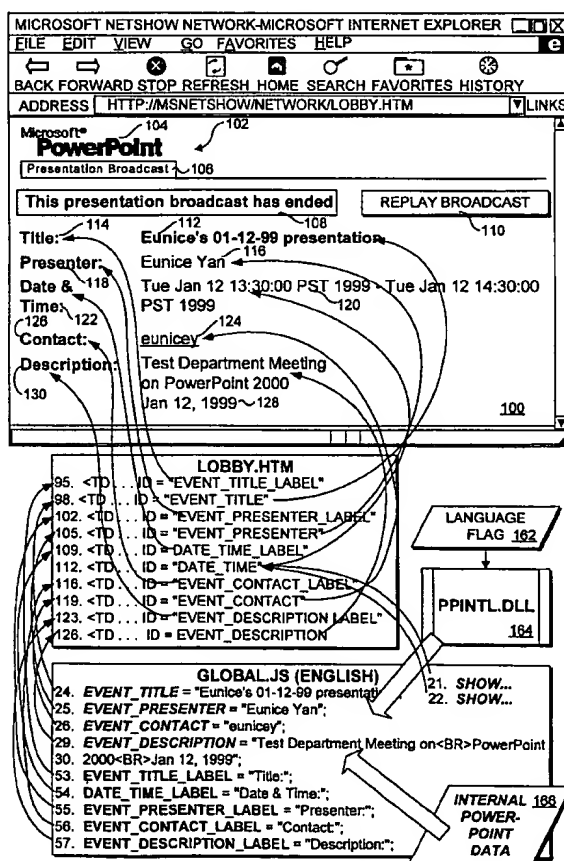 MICROSOFT NETSHOW NETWORK-MICROSOFT INTERNET EXPLORER
FILE EDIT VIEW GO FAVORITES HELP
BACK FORWARD STOP REFRESH HOME SEARCH FAVORITES HISTORY
ADDRESS HTTP://MSNETSHOW/NETWORK/LOBBY.HTM LINKS
Microsoft® 104 102
PowerPoint
Presentation Broadcast 106
This presentation broadcast has ended REPLAY BROADCAST
114 112 108 110
Title: Eunice's 01-12-99 presentation
116
Presenter: Eunice Yan
118
Date & Tue Jan 12 13:30:00 PST 1999 - Tue Jan 12 14:30:00
120
Time: 122 PST 1999
126 124
Contact: eunicey
Description: Test Department Meeting
130 on PowerPoint 2000
Jan 12, 1999 128 100
LOBBY.HTM
95. <TD . . . ID = "EVENT_TITLE_LABEL"
98. <TD . . . ID = "EVENT_TITLE"
102. <TD . . . ID = "EVENT_PRESENTER_LABEL"
105. <TD . . . ID = "EVENT_PRESENTER"
109. <TD . . . ID = DATE_TIME_LABEL"
112. <TD . . . ID = "DATE_TIME"
116. <TD . . . ID = "EVENT_CONTACT_LABEL"
119. <TD . . . ID = "EVENT_CONTACT"
123. <TD . . . ID = EVENT_DESCRIPTION LABEL"
126. <TD . . . ID = EVENT_DESCRIPTION
LANGUAGE
FLAG 162
PPINTL.DLL
164
GLOBAL.JS (ENGLISH)
21. SHOW...
22. SHOW...
24. EVENT_TITLE = "Eunice's 01-12-99 presentati
25. EVENT_PRESENTER = "Eunice Yan";
26. EVENT_CONTACT = "eunicey";
29. EVENT_DESCRIPTION = "Test Department Meeting on<BR>PowerPoint
30. 2000<BR>Jan 12, 1999";
53. EVENT_TITLE_LABEL = "Title:";
54. DATE_TIME_LABEL = "Date & Time:";
55. EVENT_PRESENTER_LABEL = "Presenter:";
56. EVENT_CONTACT_LABEL = "Contact:";
57. EVENT_DESCRIPTION_LABEL = "Description:";
INTERNAL 166
POWER-
POINT
DATA